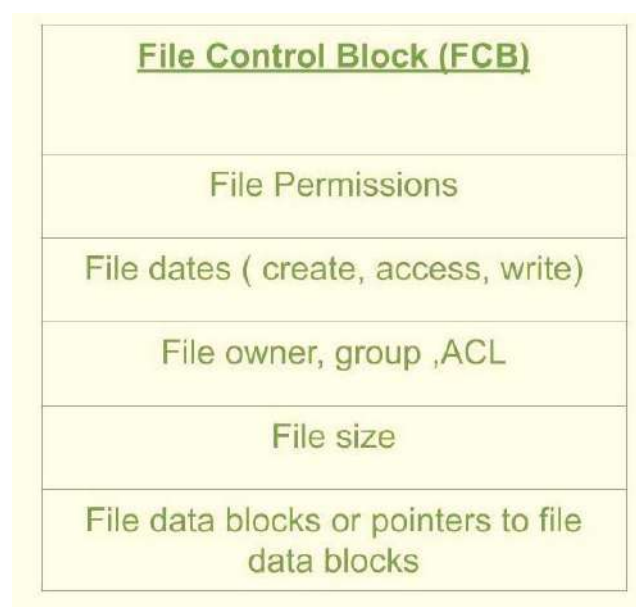 File Control Block (FCB)
File Permissions
File dates ( create, access, write)
File owner, group ,ACL
File size
File data blocks or pointers to file
data blocks